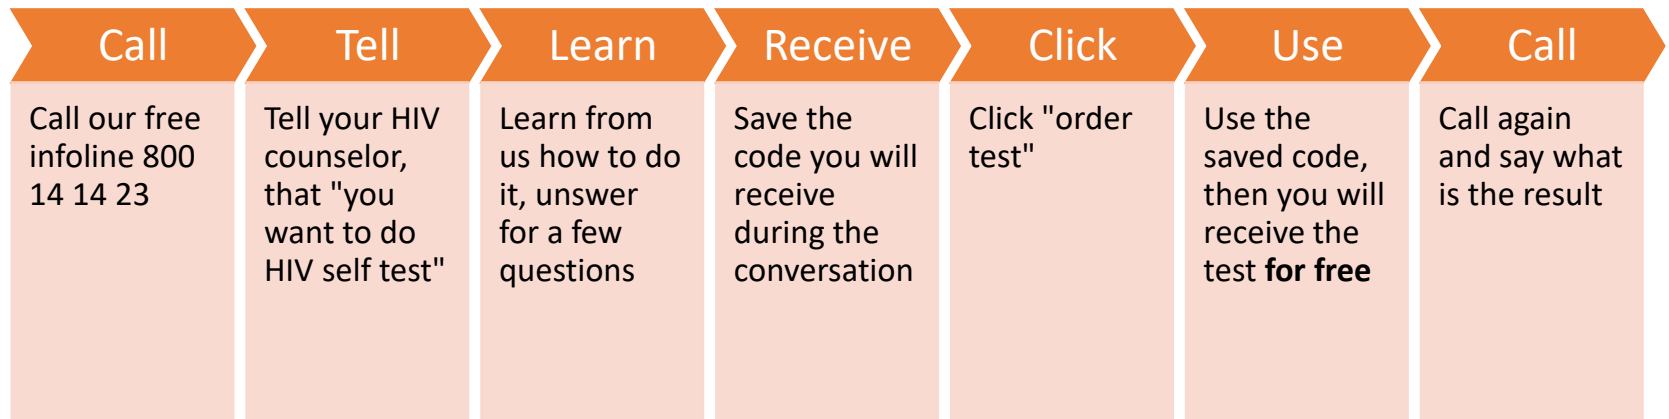 Call
Tell
Learn
Receive
Click
Use
Call
Call our free
infoline 800
14 14 23
Tell your HIV
counselor,
that "you
want to do
HIV self test"
Learn from
us how to do
it, unswer
for a few
questions
Save the
code you will
receive
during the
conversation
Click "order
test"
Use the
saved code,
then you will
receive the
test for free
Call again
and say what
is the result